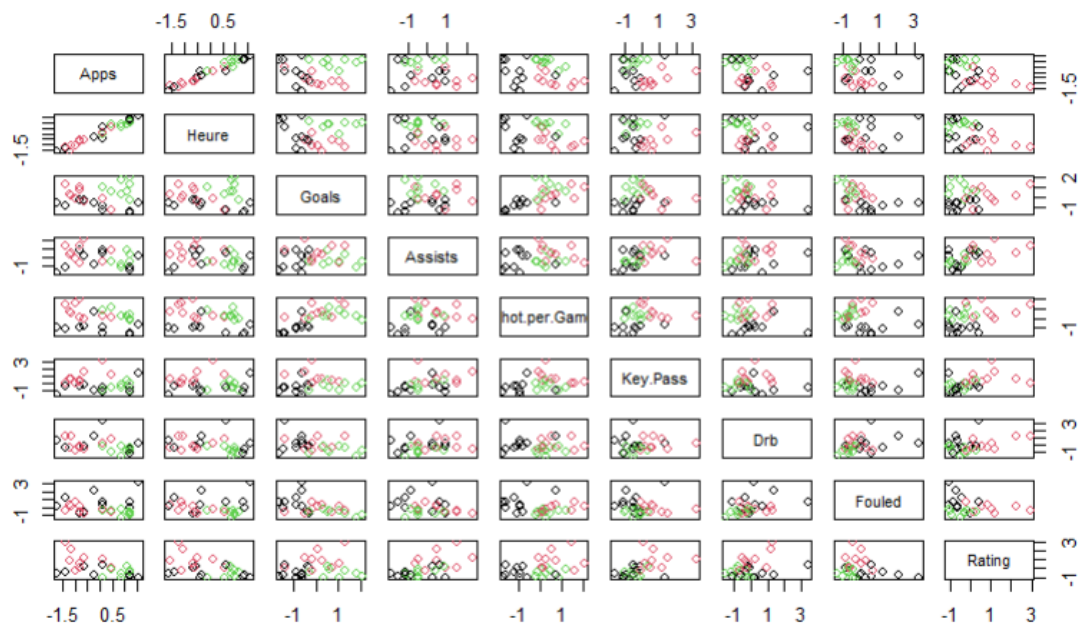 -1.5 0.5 -1 1 -1 1 3 -1 1 3
Apps -1.5
-1.5 Heure
Goals -1 2
-1 Assists
hot.per.Gam -1
-1 3 Key.Pass
Drb -1 3
-1 3 Fouled
Rating -1 3
-1.5 0.5 -1 1 -1 1 -1 1 3 -1 1 3